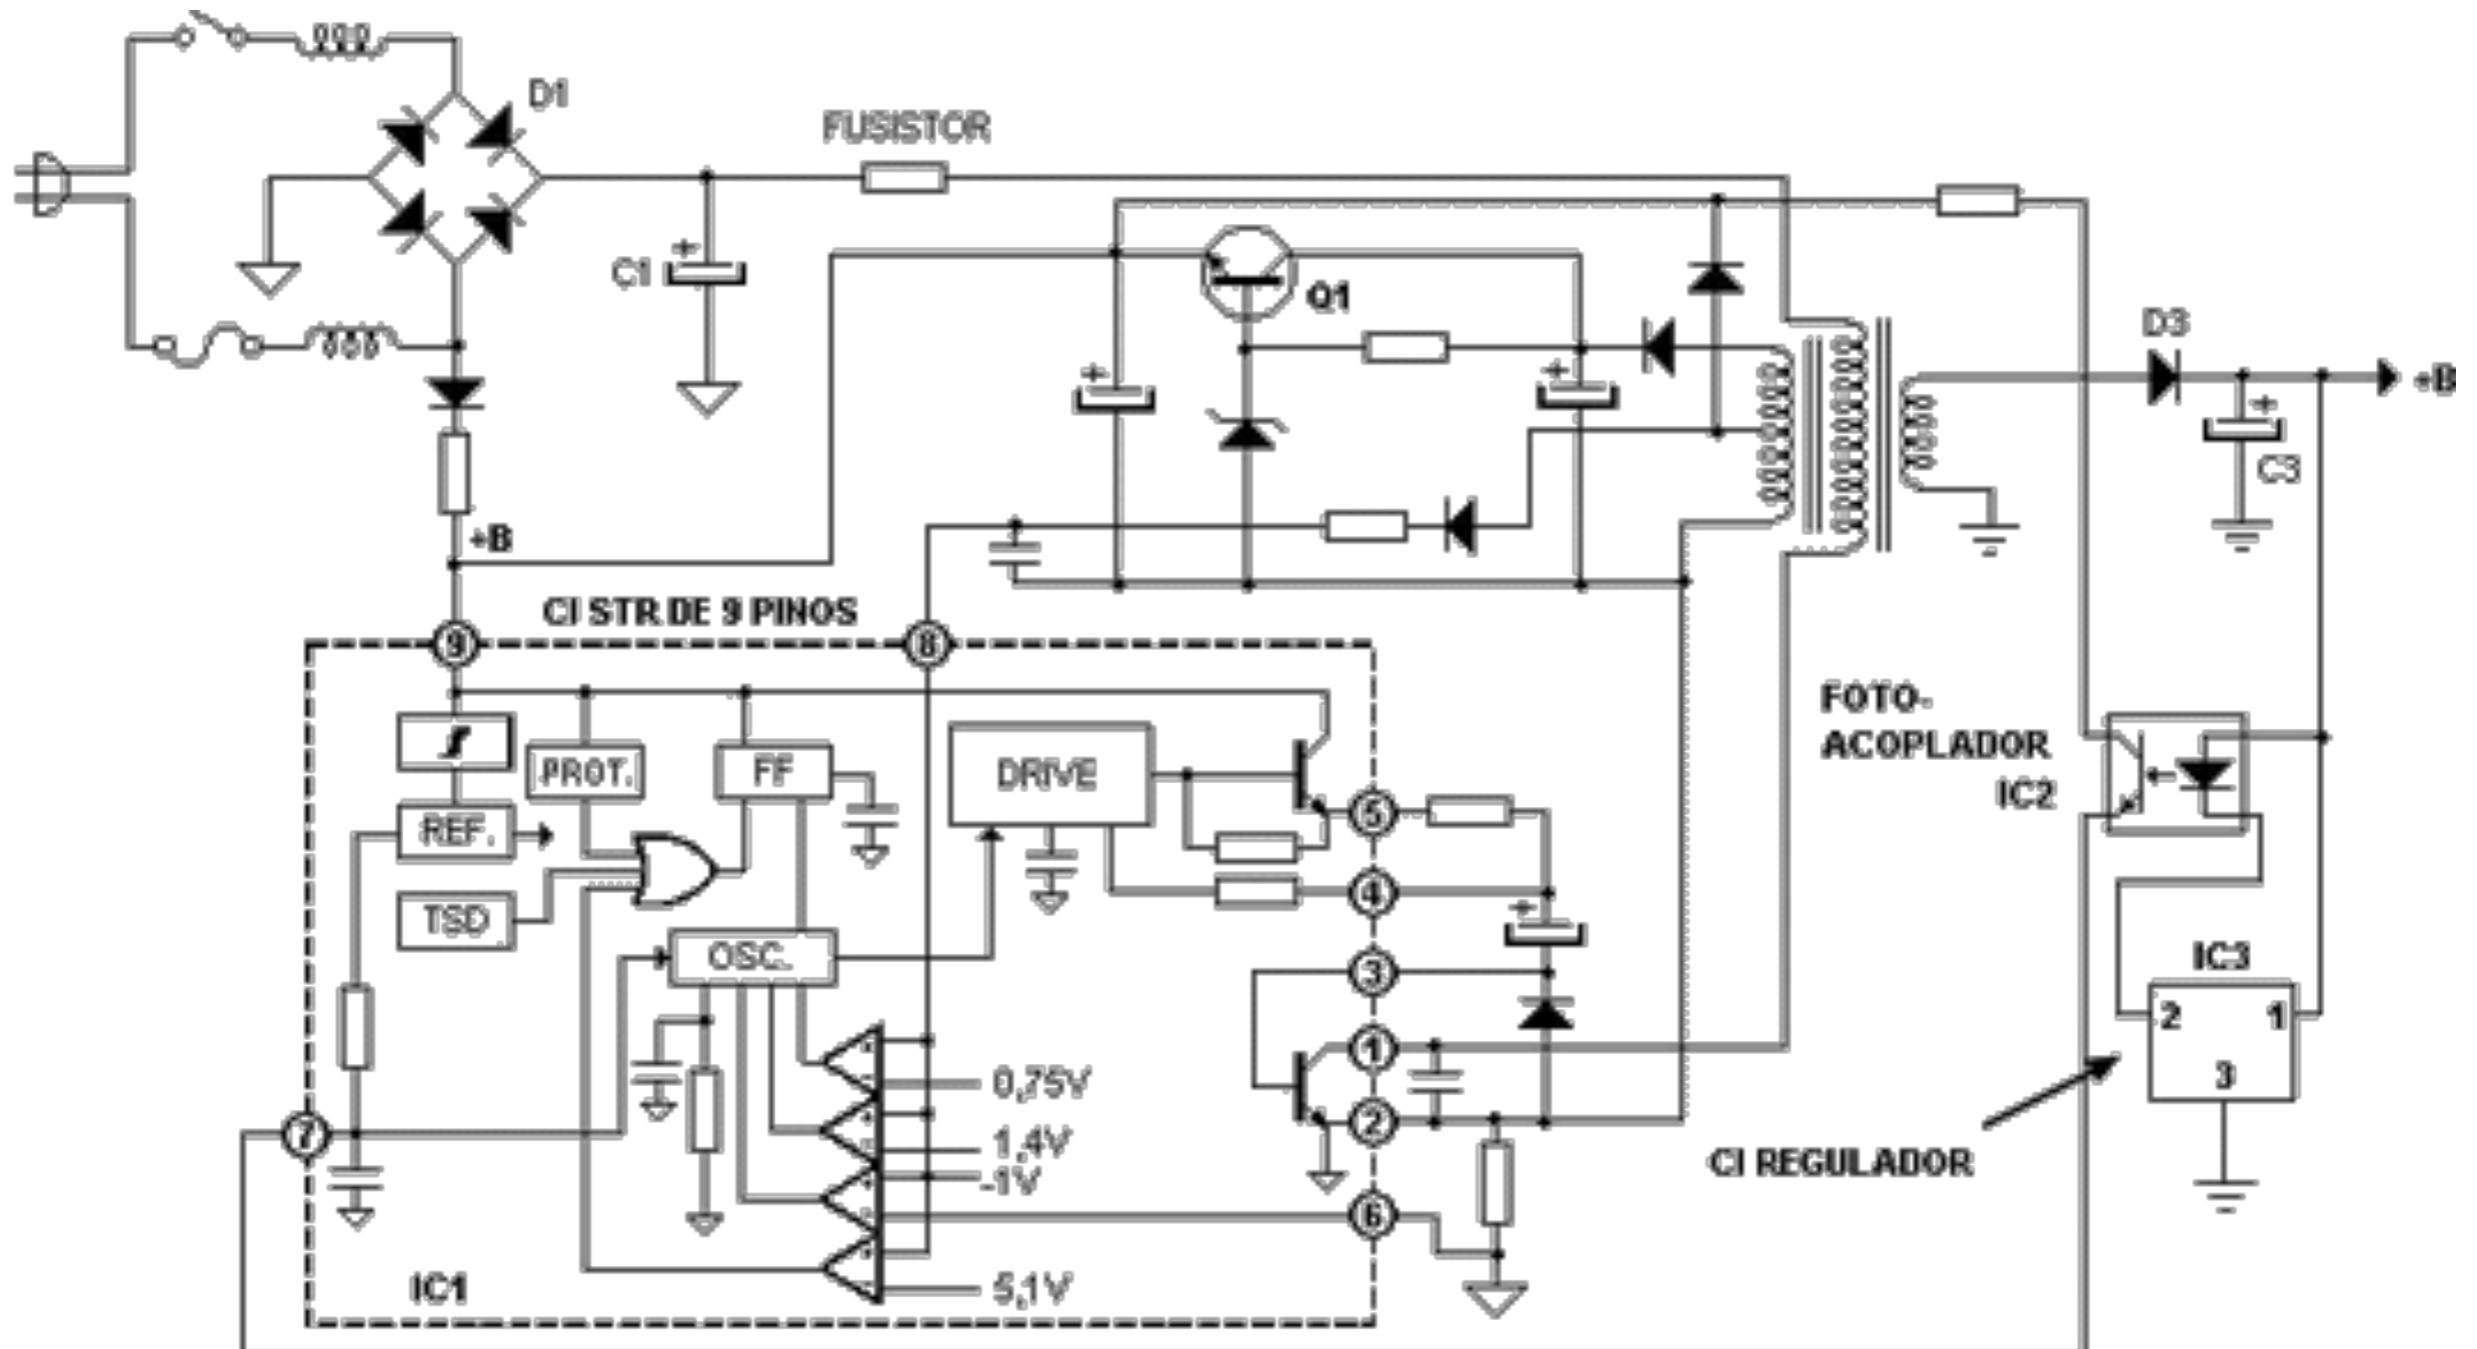 D1
FUSISTOR
C1
+
Q1
+
+
D3
+B
+
C3
+B
CI STR DE 9 PINOS
9
8
FOTO-
ACOPLADOR
IC2
PROT.
FF
DRIVE
REF.
5
TSD
4
+
OSC.
3
IC3
2
1
3
1
0,75V
7
2
1,4V
-1V
CI REGULADOR
6
IC1
5,1V